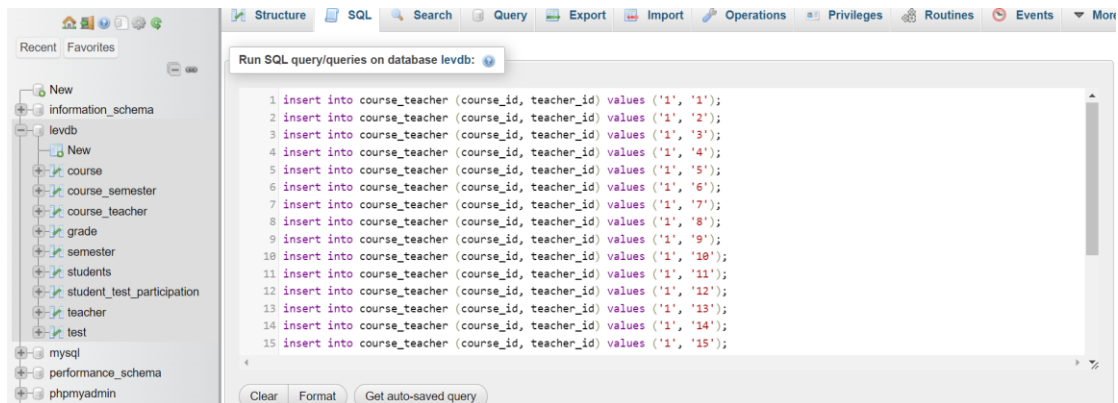 Structure SQL Search Query Export Import Operations Privileges Routines Events More
Recent Favorites
New
information_schema
levdb
New
course
course_semester
course_teacher
grade
semester
students
student_test_participation
teacher
test
mysql
performance_schema
phpmyadmin
Run SQL query/queries on database levdb:
1 insert into course_teacher (course_id, teacher_id) values ('1', '1');
2 insert into course_teacher (course_id, teacher_id) values ('1', '2');
3 insert into course_teacher (course_id, teacher_id) values ('1', '3');
4 insert into course_teacher (course_id, teacher_id) values ('1', '4');
5 insert into course_teacher (course_id, teacher_id) values ('1', '5');
6 insert into course_teacher (course_id, teacher_id) values ('1', '6');
7 insert into course_teacher (course_id, teacher_id) values ('1', '7');
8 insert into course_teacher (course_id, teacher_id) values ('1', '8');
9 insert into course_teacher (course_id, teacher_id) values ('1', '9');
10 insert into course_teacher (course_id, teacher_id) values ('1', '10');
11 insert into course_teacher (course_id, teacher_id) values ('1', '11');
12 insert into course_teacher (course_id, teacher_id) values ('1', '12');
13 insert into course_teacher (course_id, teacher_id) values ('1', '13');
14 insert into course_teacher (course_id, teacher_id) values ('1', '14');
15 insert into course_teacher (course_id, teacher_id) values ('1', '15');
Clear Format Get auto-saved query